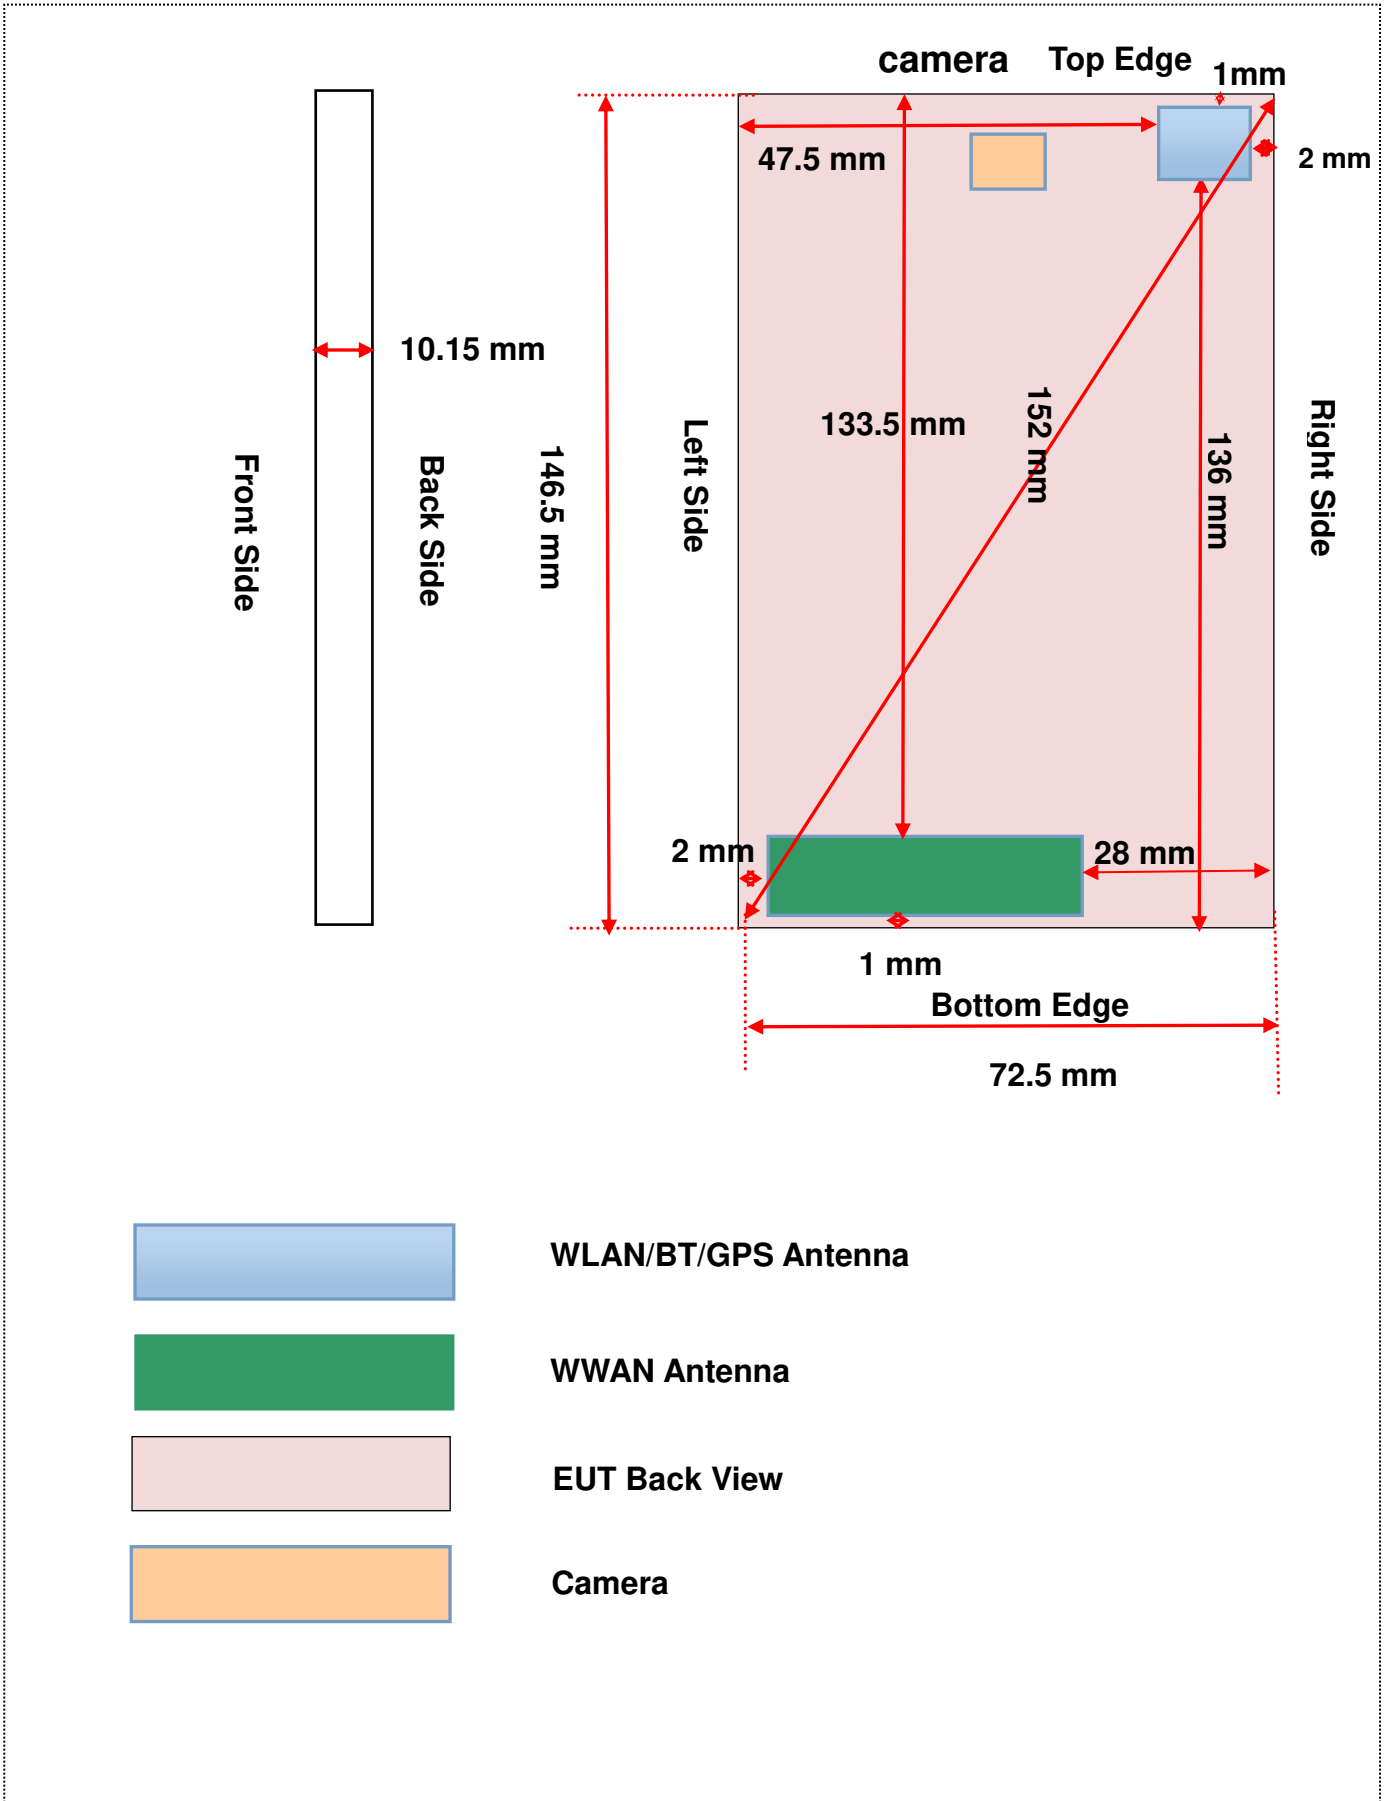 camera
Top Edge
1mm
47.5 mm
2 mm
10.15 mm
133.5 mm
152 mm
136 mm
146.5 mm
Front Side
Back Side
Left Side
Right Side
2 mm
28 mm
1 mm
Bottom Edge
72.5 mm
WLAN/BT/GPS Antenna
WWAN Antenna
EUT Back View
Camera